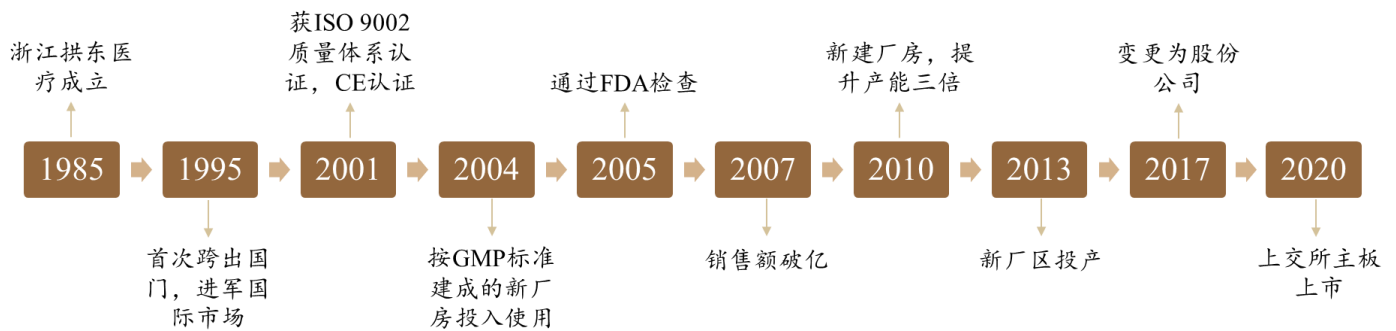 浙江拱东医
疗成立
获ISO 9002
质量体系认
证，CE认证
通过FDA检查
新建厂房，提
升产能三倍
变更为股份
公司
1985
1995
2001
2004
2005
2007
2010
2013
2017
2020
首次跨出国
门，进军国
际市场
按GMP标准
建成的新厂
房投入使用
销售额破亿
新厂区投产
上交所主板
上市